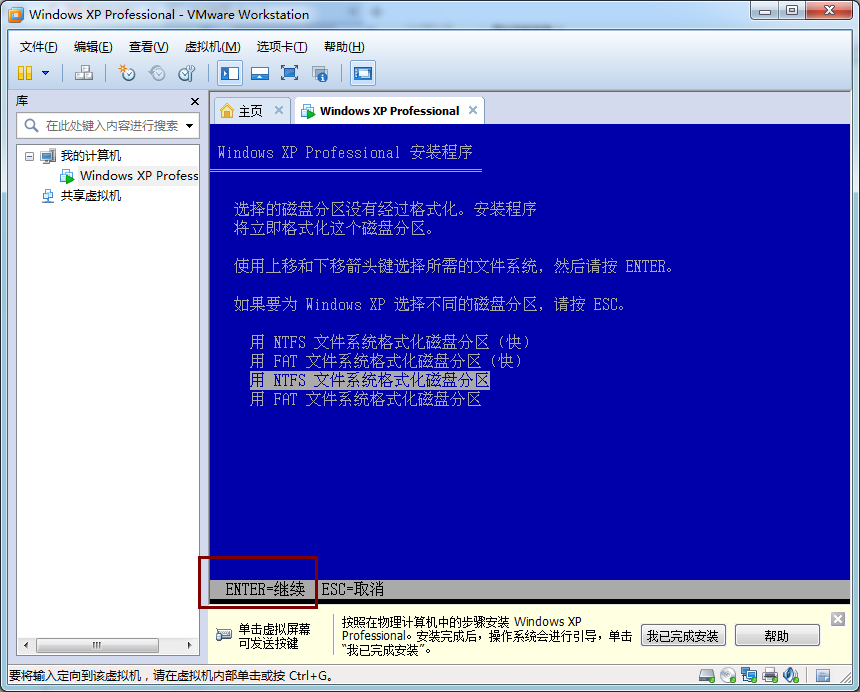 Windows XP Professional - VMware Workstation
文件(F) 编辑(E) 查看(V) 虚拟机(M) 选项卡(T) 帮助(H)
库
在此处键入内容进行搜索
我的计算机
Windows XP Profess
共享虚拟机
主页
Windows XP Professional
Windows XP Professional 安装程序
选择的磁盘分区没有经过格式化。安装程序
将立即格式化这个磁盘分区。
使用上移和下移箭头键选择所需的文件系统，然后请按 ENTER。
如果要为 Windows XP 选择不同的磁盘分区，请按 ESC。
用 NTFS 文件系统格式化磁盘分区（快）
用 FAT 文件系统格式化磁盘分区（快）
用 NTFS 文件系统格式化磁盘分区
用 FAT 文件系统格式化磁盘分区
ENTER=继续 ESC=取消
单击虚拟屏幕
可发送按键
按照在物理计算机中的步骤安装 Windows XP
Professional。安装完成后，操作系统会进行引导，单击
“我已完成安装”。
我已完成安装
帮助
要将输入定向到该虚拟机，请在虚拟机内部单击或按 Ctrl+G。